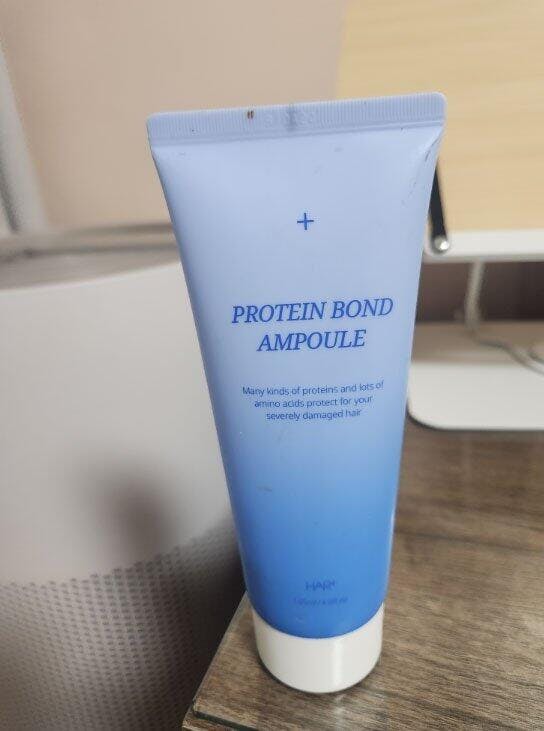 +
PROTEIN BOND
AMPOULE
Many kinds of proteins and lots of
amino acids protect for your
severely damaged hair